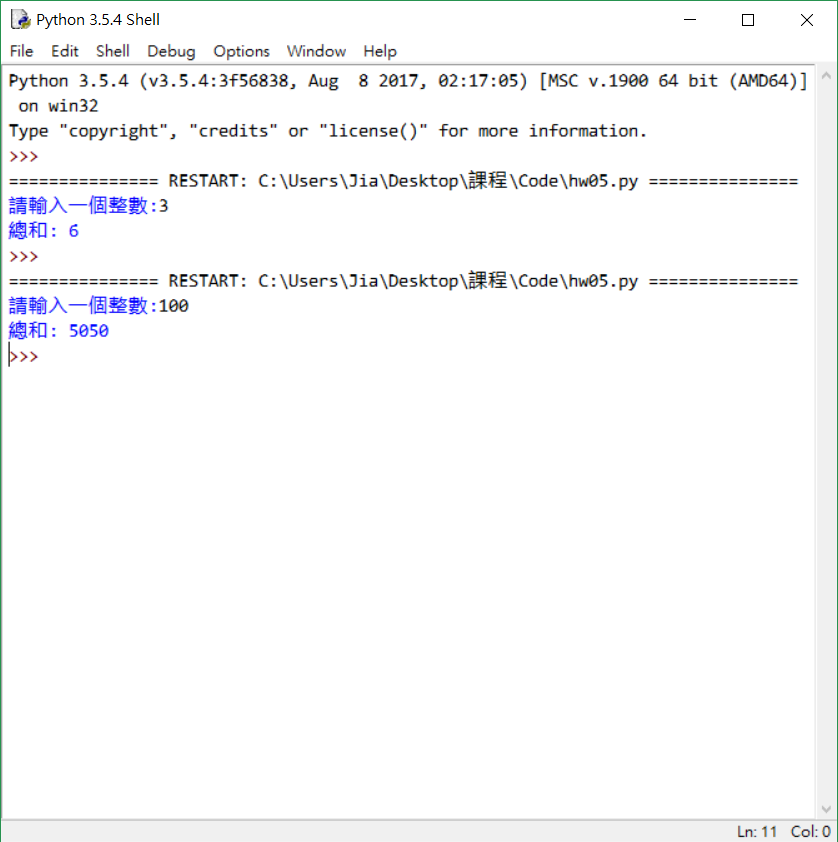 Python 3.5.4 Shell
File Edit Shell Debug Options Window Help
Python 3.5.4 (v3.5.4:3f56838, Aug  8 2017, 02:17:05) [MSC v.1900 64 bit (AMD64)]
 on win32
Type "copyright", "credits" or "license()" for more information.
>>>
=============== RESTART: C:\Users\Jia\Desktop\課程\Code\hw05.py ===============
請輸入一個整數:3
總和: 6
>>>
=============== RESTART: C:\Users\Jia\Desktop\課程\Code\hw05.py ===============
請輸入一個整數:100
總和: 5050
>>>
Ln: 11 Col: 0